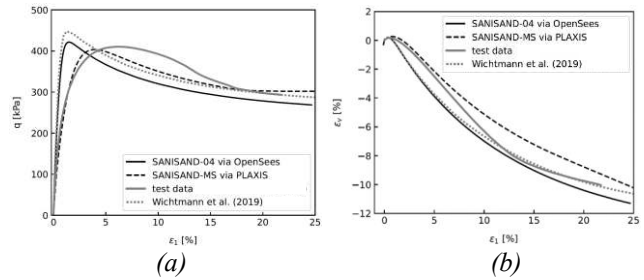 (a)
500
400
300
200
100
0
q [kPa]
SANISAND-04 via OpenSees
SANISAND-MS via PLAXIS
test data
Wichtmann et al. (2019)
0 5 10 15 20 25
ε1 [%]
(a)
(b)
2
0
−2
−4
−6
−8
−10
−12
εv [%]
SANISAND-04 via OpenSees
SANISAND-MS via PLAXIS
test data
Wichtmann et al. (2019)
0 5 10 15 20 25
ε1 [%]
(b)